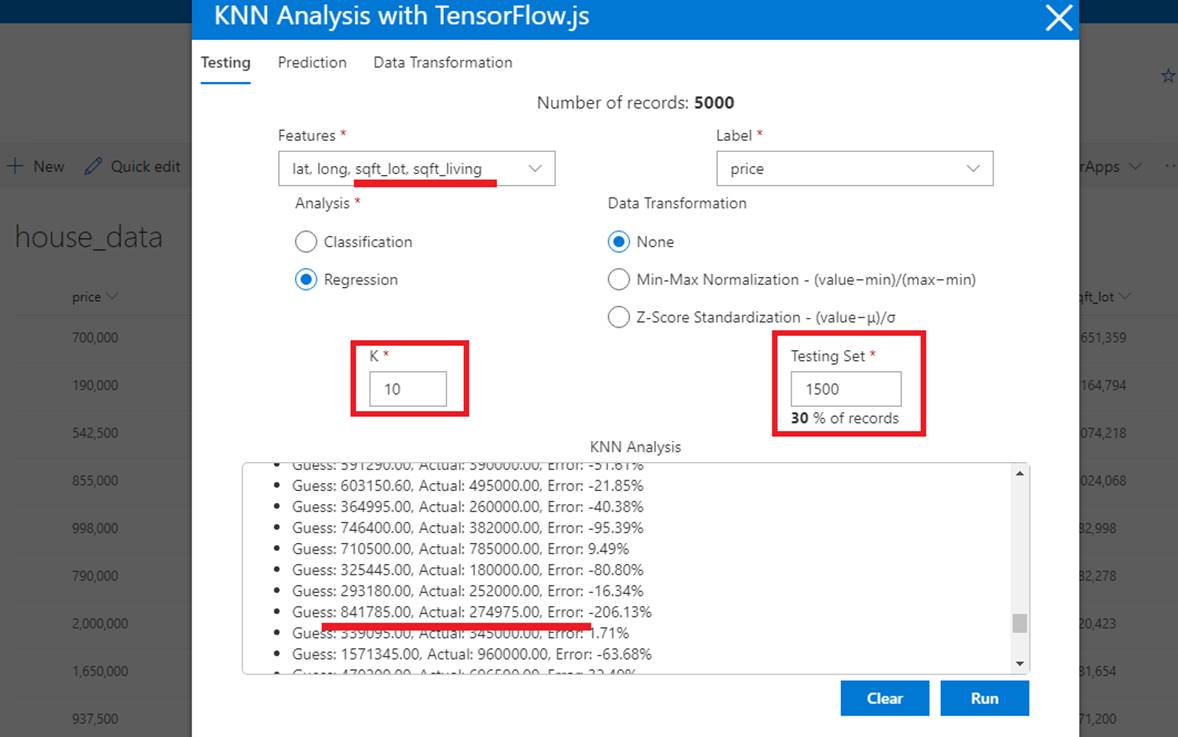 KNN Analysis with TensorFlow.js
Testing Prediction Data Transformation
Number of records: 5000
Features * Label *
lat, long, sqft_lot, sqft_living price
Analysis * Data Transformation
Classification None
Regression Min-Max Normalization - (value−min)/(max−min)
Z-Score Standardization - (value−μ)/σ
K * Testing Set *
10 1500
30 % of records
KNN Analysis
Guess: 591290.00, Actual: 390000.00, Error: -51.61%
Guess: 603150.60, Actual: 495000.00, Error: -21.85%
Guess: 364995.00, Actual: 260000.00, Error: -40.38%
Guess: 746400.00, Actual: 382000.00, Error: -95.39%
Guess: 710500.00, Actual: 785000.00, Error: 9.49%
Guess: 325445.00, Actual: 180000.00, Error: -80.80%
Guess: 293180.00, Actual: 252000.00, Error: -16.34%
Guess: 841785.00, Actual: 274975.00, Error: -206.13%
Guess: 339095.00, Actual: 345000.00, Error: 1.71%
Guess: 1571345.00, Actual: 960000.00, Error: -63.68%
Clear Run
New Quick edit rApps
house_data
price qft_lot
700,000 651,359
190,000 164,794
542,500 074,218
855,000 024,068
998,000 32,998
790,000 32,278
2,000,000 20,423
1,650,000 31,654
937,500 71,200